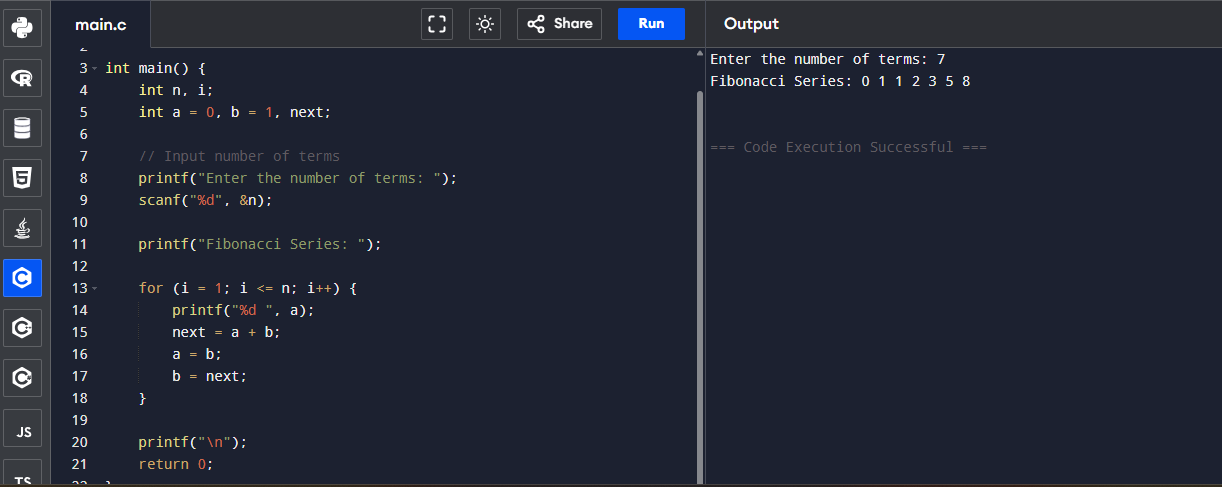 main.c
Share
Run
Output
3 int main() {
4 int n, i;
5 int a = 0, b = 1, next;
6
7 // Input number of terms
8 printf("Enter the number of terms: ");
9 scanf("%d", &n);
10
11 printf("Fibonacci Series: ");
12
13 for (i = 1; i <= n; i++) {
14 printf("%d ", a);
15 next = a + b;
16 a = b;
17 b = next;
18 }
19
20 printf("\n");
21 return 0;
Enter the number of terms: 7
Fibonacci Series: 0 1 1 2 3 5 8
=== Code Execution Successful ===
R
5
C
C
C
JS
TS